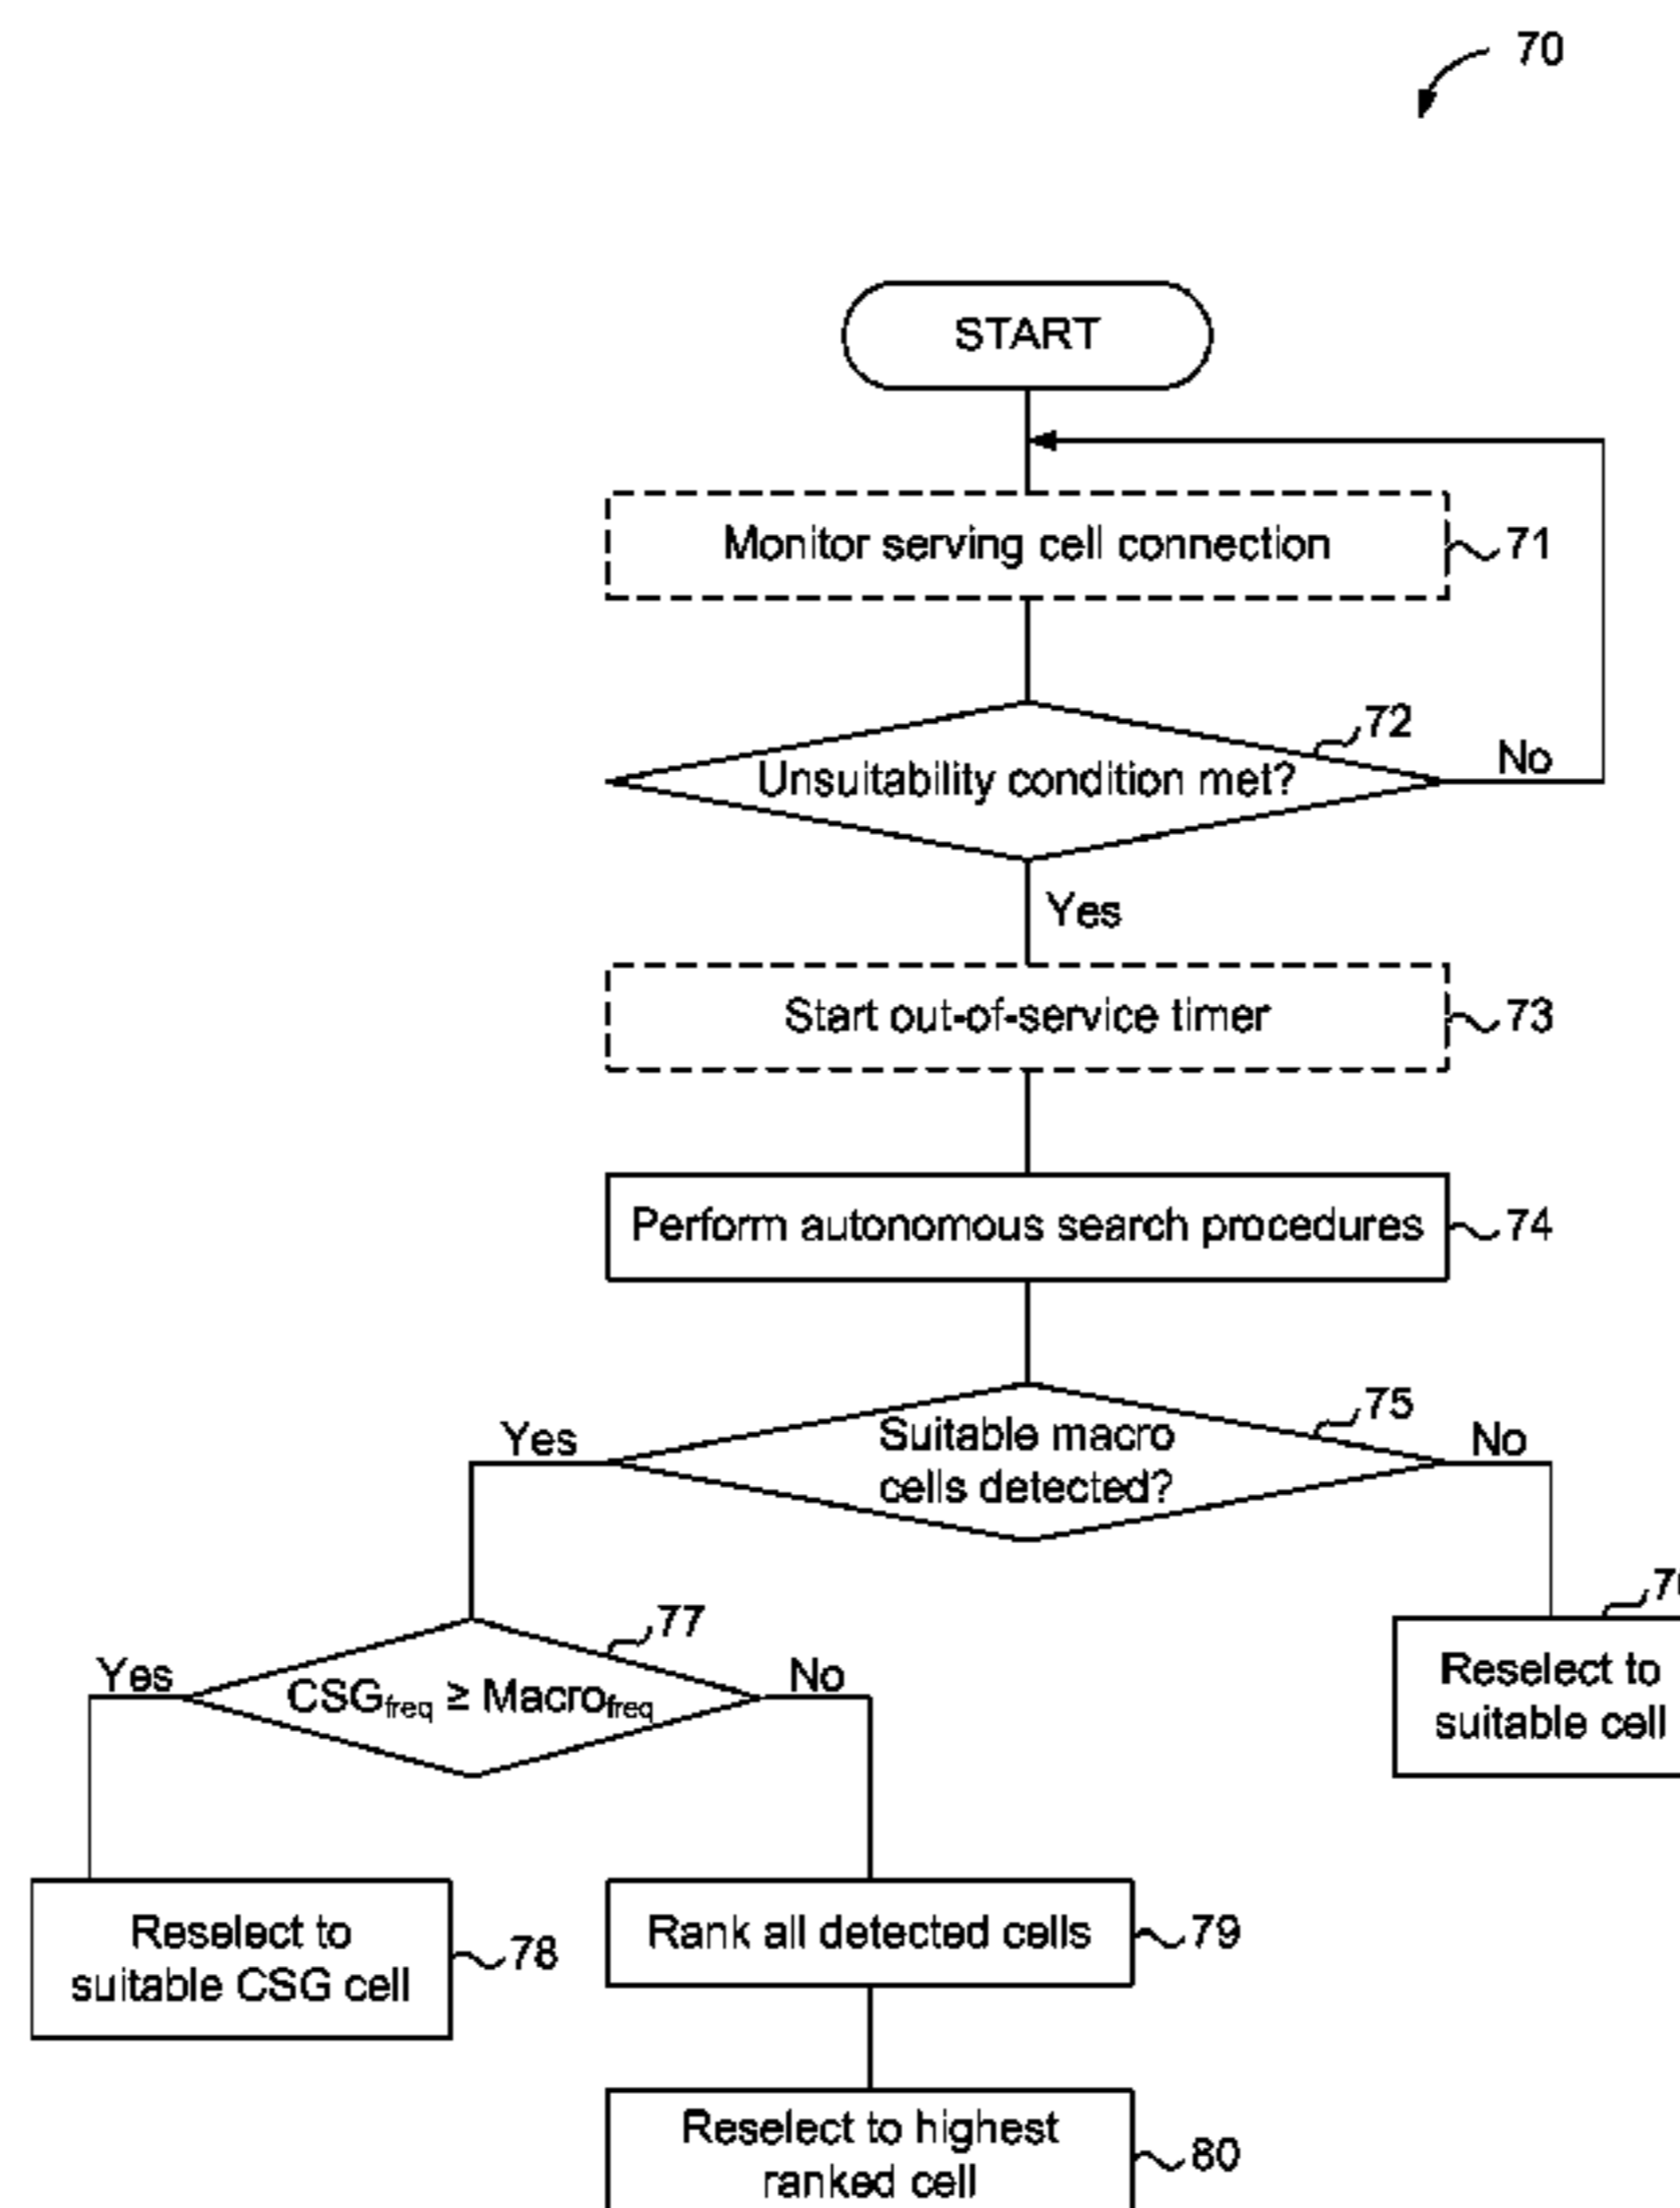 70
START
Monitor serving cell connection
71
72
Unsuitability condition met?
No
Yes
Start out-of-service timer
73
Perform autonomous search procedures
74
75
Suitable macro
cells detected?
Yes
No
77
CSGfreq ≥ Macrofreq
Yes
No
Reselect to
suitable cell
Reselect to
suitable CSG cell
78
Rank all detected cells
79
Reselect to highest
ranked cell
80